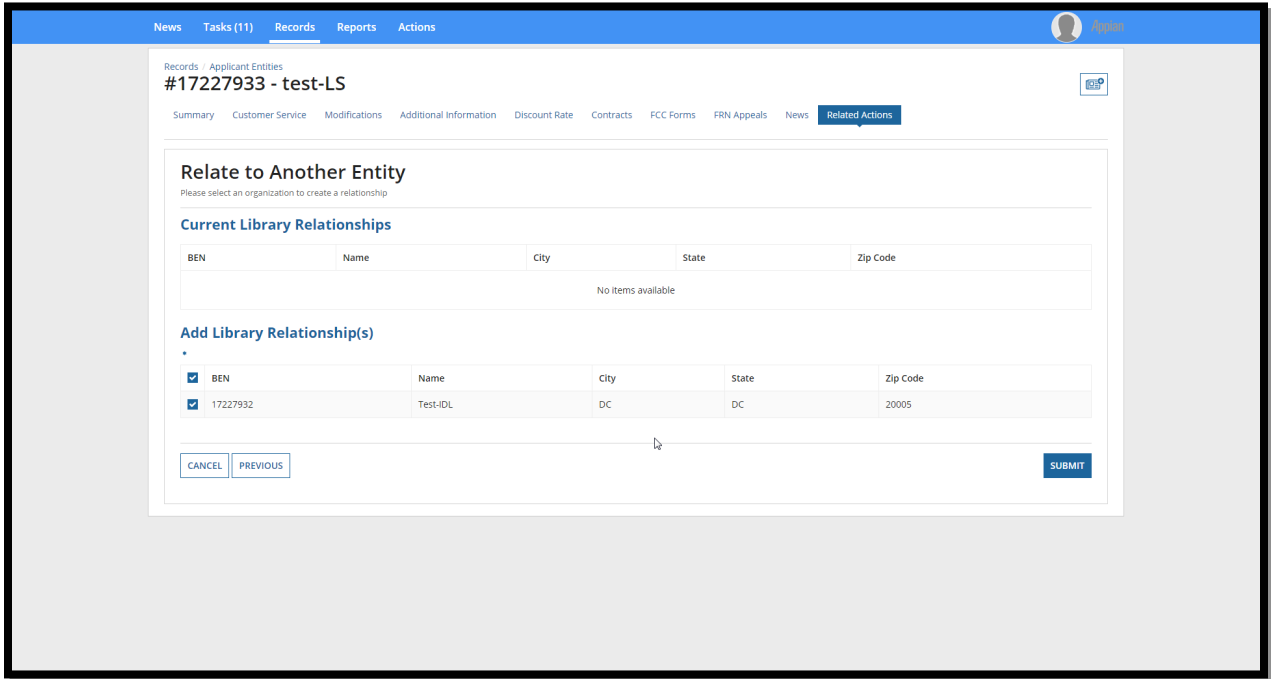 News Tasks (11) Records Reports Actions Appian
Records / Applicant Entities
#17227933 - test-LS
Summary Customer Service Modifications Additional Information Discount Rate Contracts FCC Forms FRN Appeals News Related Actions
Relate to Another Entity
Please select an organization to create a relationship
Current Library Relationships
BEN Name City State Zip Code
No items available
Add Library Relationship(s)
BEN Name City State Zip Code
17227932 Test-IDL DC DC 20005
CANCEL PREVIOUS SUBMIT